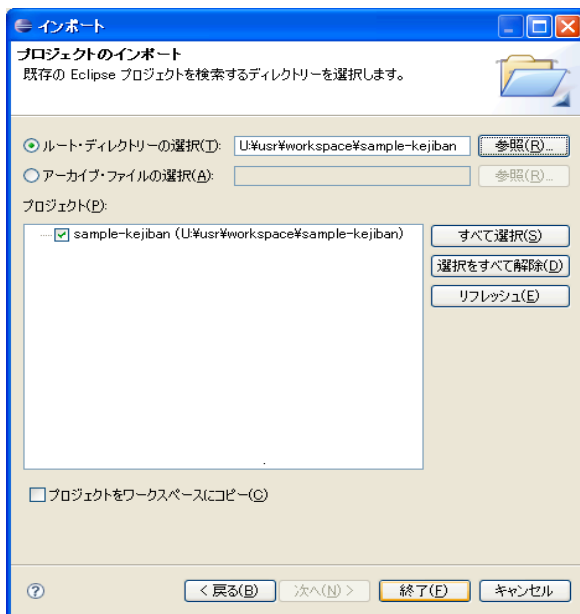 インポート
プロジェクトのインポート
既存の Eclipse プロジェクトを検索するディレクトリーを選択します。
ルート・ディレクトリーの選択(T): U:¥usr¥workspace¥sample-kejiban 参照(R)...
アーカイブ・ファイルの選択(A): 参照(R)...
プロジェクト(P):
sample-kejiban (U:¥usr¥workspace¥sample-kejiban) すべて選択(S)
選択をすべて解除(D)
リフレッシュ(E)
プロジェクトをワークスペースにコピー(C)
? < 戻る(B) 次へ(N) > 終了(F) キャンセル